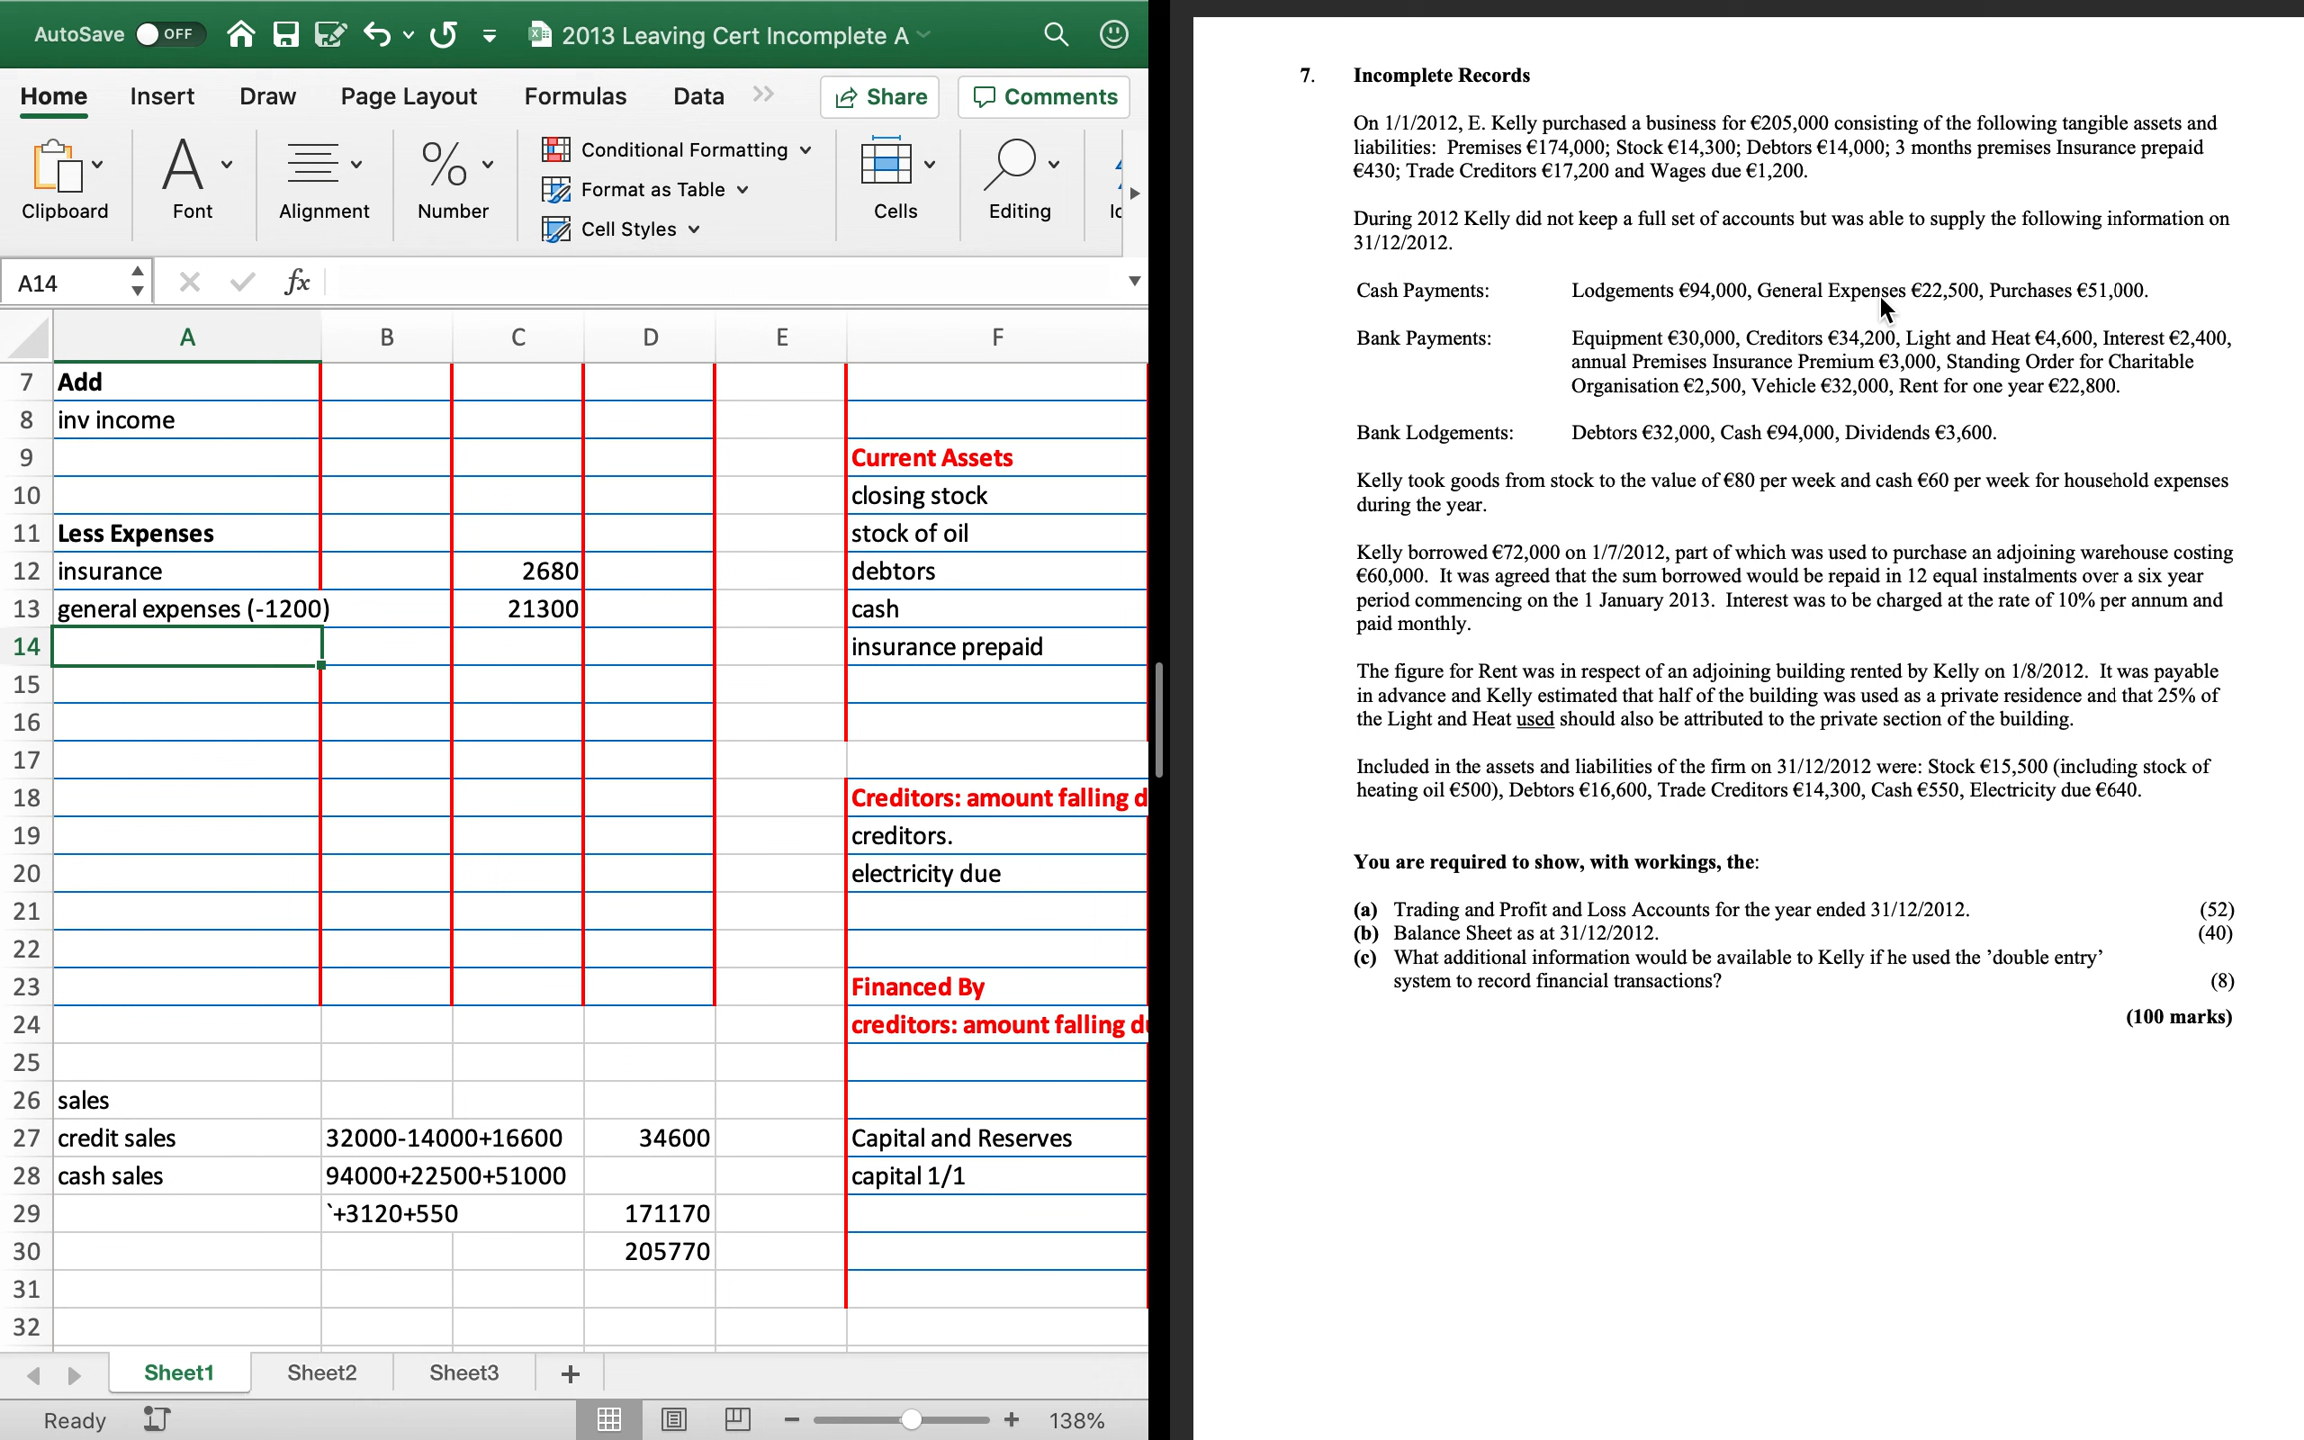 AutoSave OFF 2013 Leaving Cert Incomplete A
Home Insert Draw Page Layout Formulas Data Share Comments
Clipboard Font Alignment Number Conditional Formatting Format as Table Cell Styles Cells Editing
A14 fx
A B C D E F
7 Add
8 inv income
9 Current Assets
10 closing stock
11 Less Expenses stock of oil
12 insurance 2680 debtors
13 general expenses (-1200) 21300 cash
14 insurance prepaid
15
16
17
18 Creditors: amount falling d
19 creditors.
20 electricity due
21
22
23 Financed By
24 creditors: amount falling d
25
26 sales
27 credit sales 32000-14000+16600 34600 Capital and Reserves
28 cash sales 94000+22500+51000 capital 1/1
29 `+3120+550 171170
30 205770
31
32
Sheet1 Sheet2 Sheet3 +
Ready 138%
7. Incomplete Records
On 1/1/2012, E. Kelly purchased a business for €205,000 consisting of the following tangible assets and
liabilities: Premises €174,000; Stock €14,300; Debtors €14,000; 3 months premises Insurance prepaid
€430; Trade Creditors €17,200 and Wages due €1,200.
During 2012 Kelly did not keep a full set of accounts but was able to supply the following information on
31/12/2012.
Cash Payments: Lodgements €94,000, General Expenses €22,500, Purchases €51,000.
Bank Payments: Equipment €30,000, Creditors €34,200, Light and Heat €4,600, Interest €2,400,
annual Premises Insurance Premium €3,000, Standing Order for Charitable
Organisation €2,500, Vehicle €32,000, Rent for one year €22,800.
Bank Lodgements: Debtors €32,000, Cash €94,000, Dividends €3,600.
Kelly took goods from stock to the value of €80 per week and cash €60 per week for household expenses
during the year.
Kelly borrowed €72,000 on 1/7/2012, part of which was used to purchase an adjoining warehouse costing
€60,000. It was agreed that the sum borrowed would be repaid in 12 equal instalments over a six year
period commencing on the 1 January 2013. Interest was to be charged at the rate of 10% per annum and
paid monthly.
The figure for Rent was in respect of an adjoining building rented by Kelly on 1/8/2012. It was payable
in advance and Kelly estimated that half of the building was used as a private residence and that 25% of
the Light and Heat used should also be attributed to the private section of the building.
Included in the assets and liabilities of the firm on 31/12/2012 were: Stock €15,500 (including stock of
heating oil €500), Debtors €16,600, Trade Creditors €14,300, Cash €550, Electricity due €640.
You are required to show, with workings, the:
(a) Trading and Profit and Loss Accounts for the year ended 31/12/2012. (52)
(b) Balance Sheet as at 31/12/2012. (40)
(c) What additional information would be available to Kelly if he used the ’double entry’
system to record financial transactions? (8)
(100 marks)